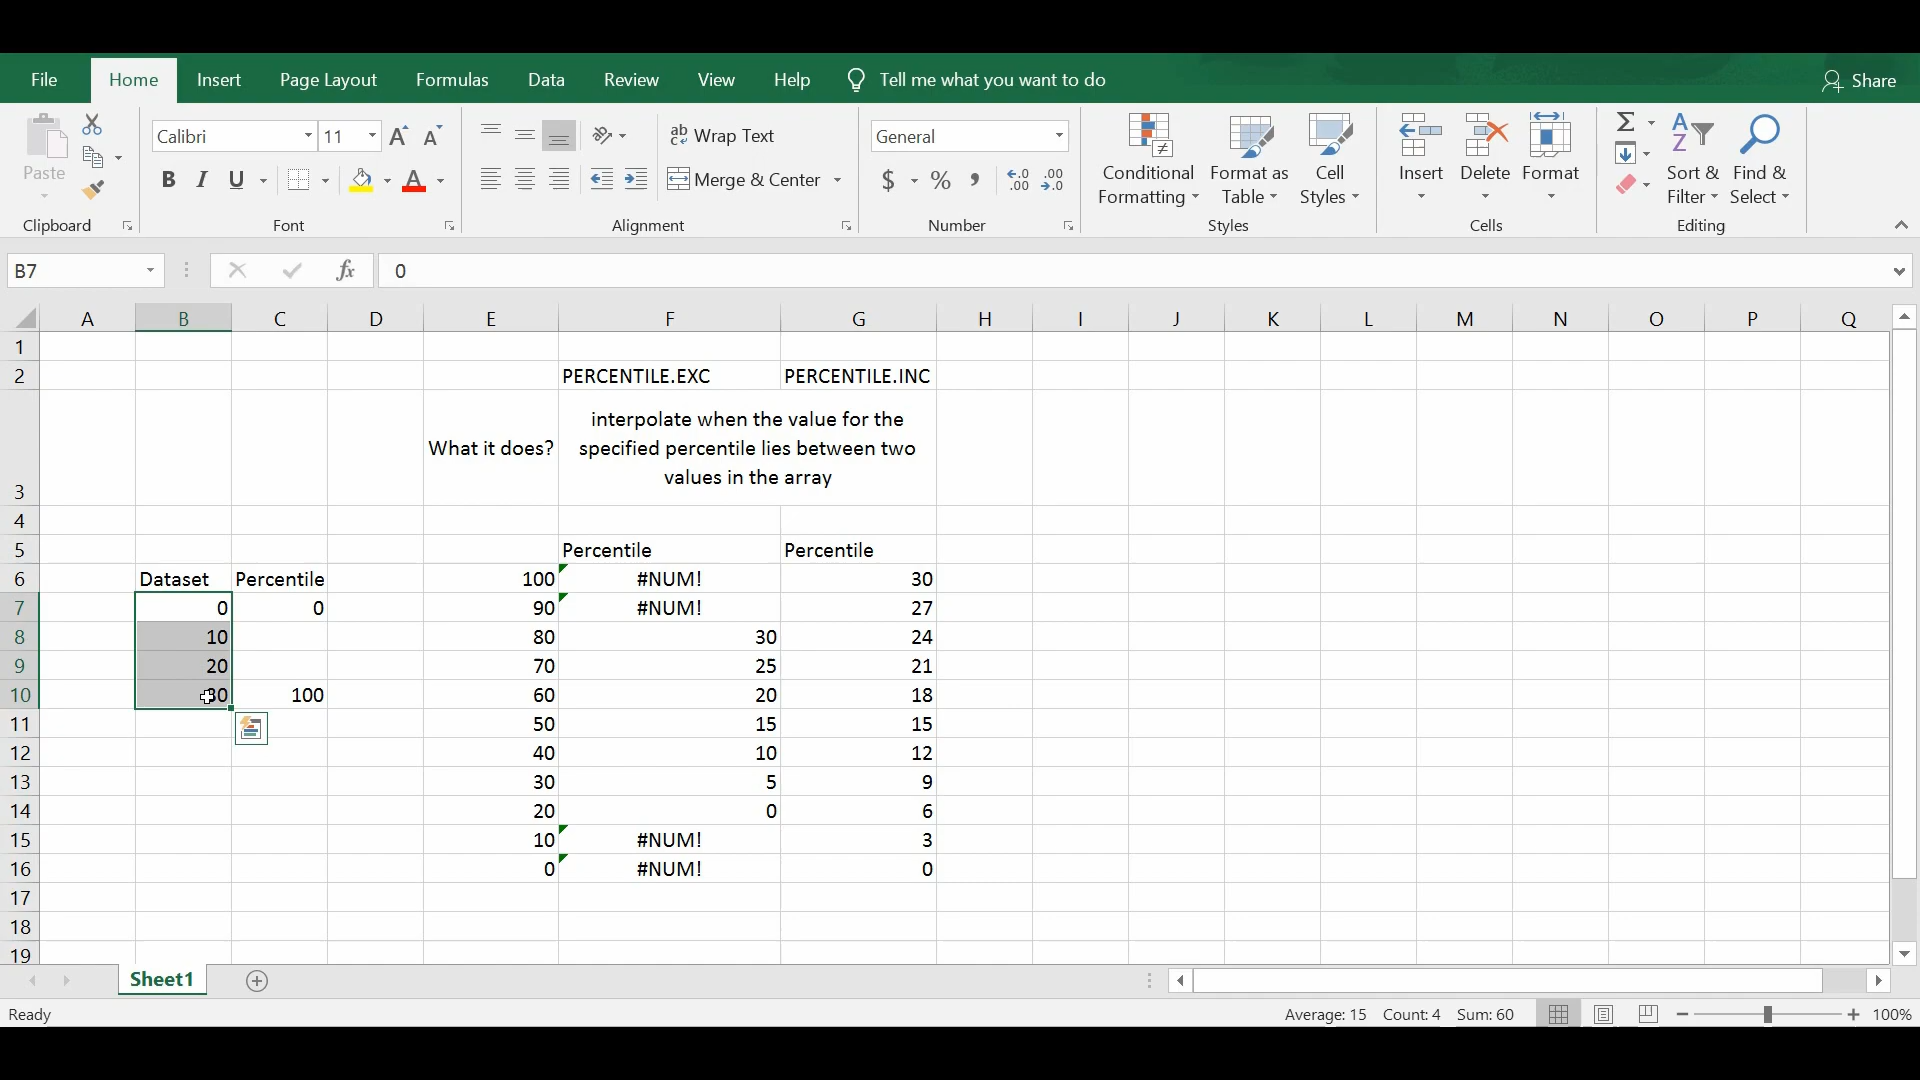 File Home Insert Page Layout Formulas Data Review View Help Tell me what you want to do Share
Paste
Clipboard
Calibri 11
B I U A
Font
ab Wrap Text
Merge & Center
Alignment
General
$ % , .00 .00
Number
Conditional Formatting
Format as Table
Cell Styles
Styles
Insert Delete Format
Cells
Sort & Filter
Find & Select
Editing
B7 fx 0
A B C D E F G H I J K L M N O P Q
1
2 PERCENTILE.EXC PERCENTILE.INC
interpolate when the value for the
What it does? specified percentile lies between two
values in the array
3
4
5 Percentile Percentile
6 Dataset Percentile 100 #NUM! 30
7 0 0 90 #NUM! 27
8 10 80 30 24
9 20 70 25 21
10 30 100 60 20 18
11 50 15 15
12 40 10 12
13 30 5 9
14 20 0 6
15 10 #NUM! 3
16 0 #NUM! 0
17
18
19
Sheet1
Ready Average: 15 Count: 4 Sum: 60 100%